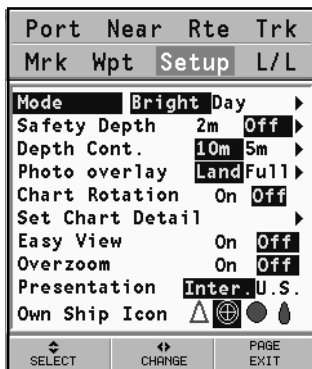 Port Near Rte Trk
Mrk Wpt Setup L/L
Mode Bright Day
Safety Depth 2m Off
Depth Cont. 10m 5m
Photo overlay Land Full
Chart Rotation On Off
Set Chart Detail
Easy View On Off
Overzoom On Off
Presentation Inter. U.S.
Own Ship Icon
SELECT CHANGE PAGE EXIT